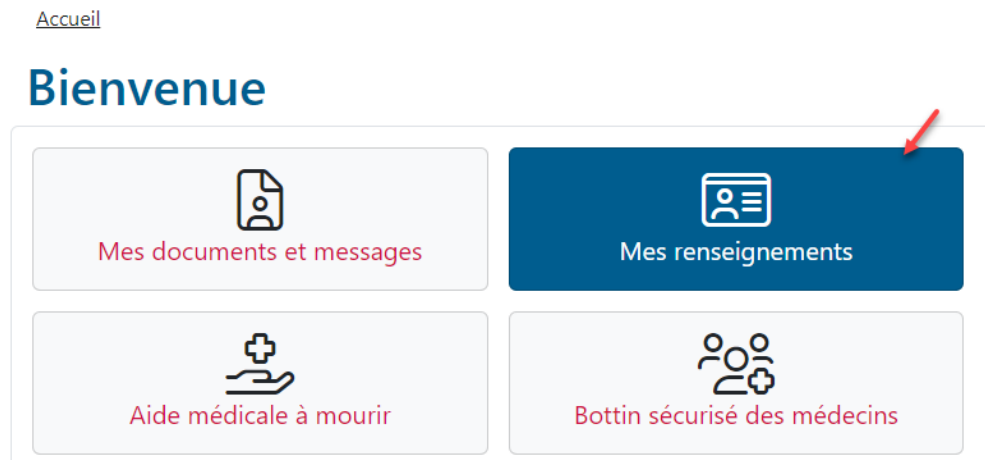 Accueil
Bienvenue
Mes documents et messages
Mes renseignements
Aide médicale à mourir
Bottin sécurisé des médecins